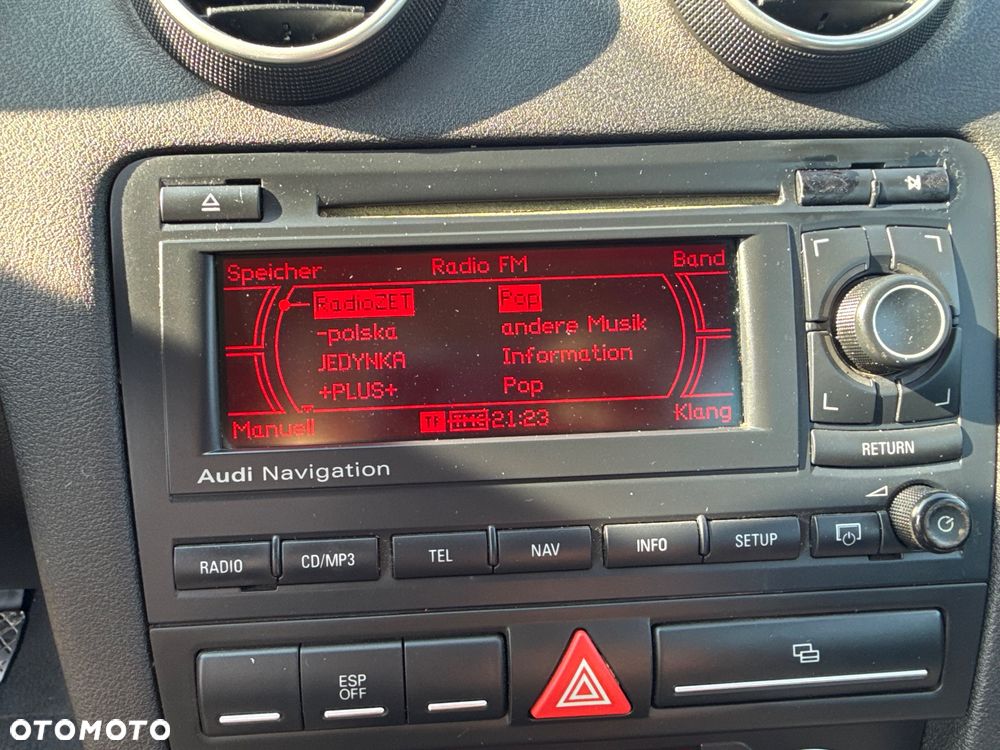 Speicher Radio FM Band
RadioZET Pop
-polska andere Musik
JEDYNKA Information
+PLUS+ Pop
Manuell TP TMC 21:23 Klang
Audi Navigation
RETURN
RADIO CD/MP3 TEL NAV INFO SETUP
ESP
OFF
OTOMOTO